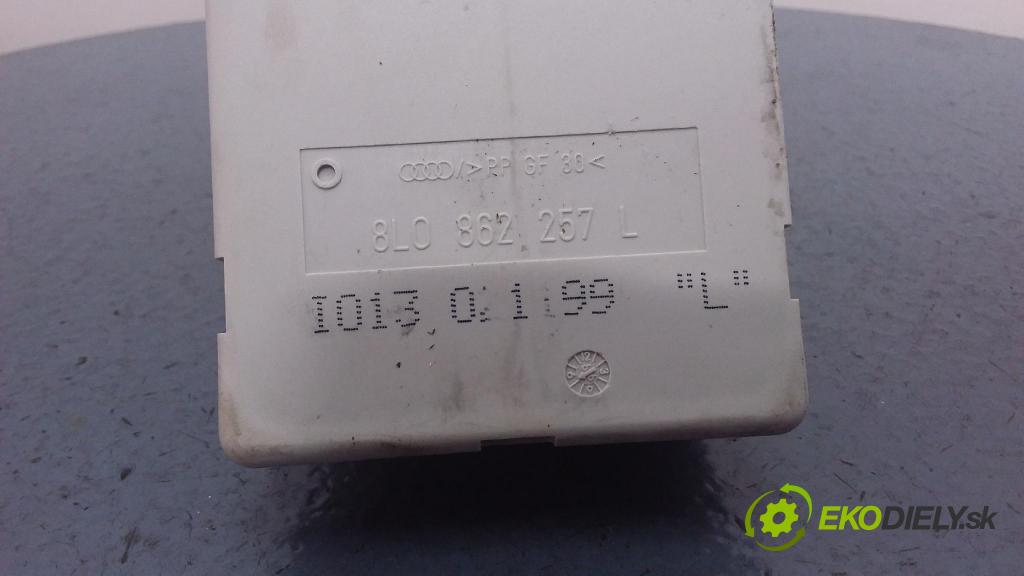 >PP GF 30<
8L0 862 257 L
I013 0. 1 99 "L"
EKODIELY.sk